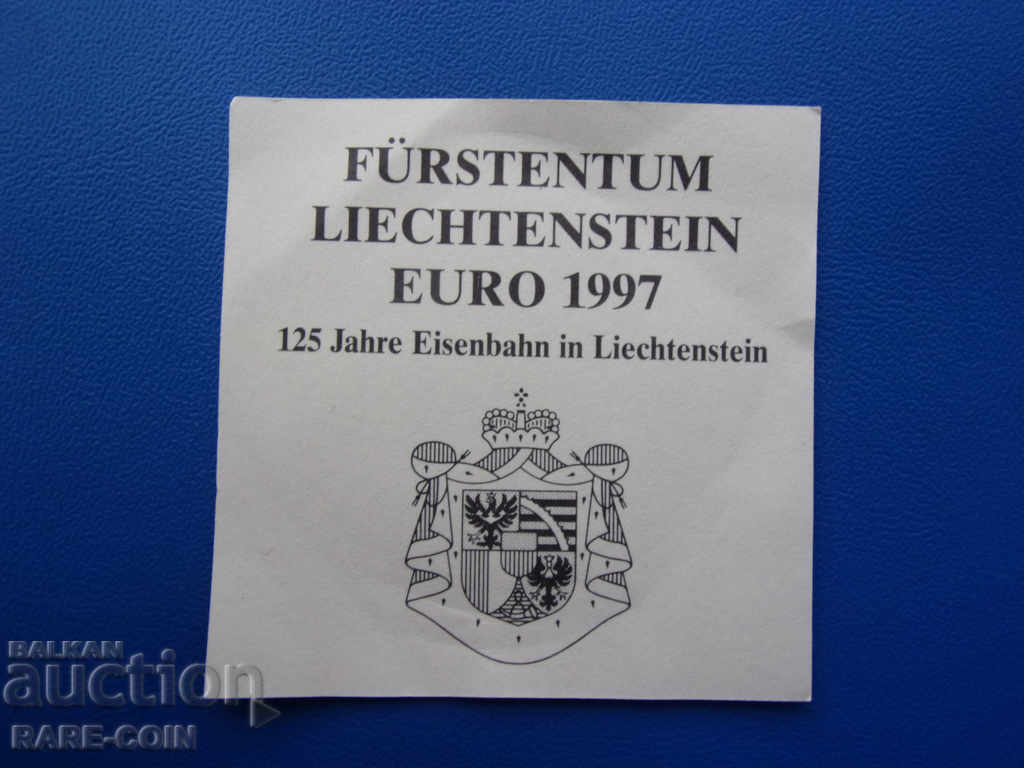 FÜRSTENTUM
LIECHTENSTEIN
EURO 1997
125 Jahre Eisenbahn in Liechtenstein
BALKAN
auction
RARE-COIN